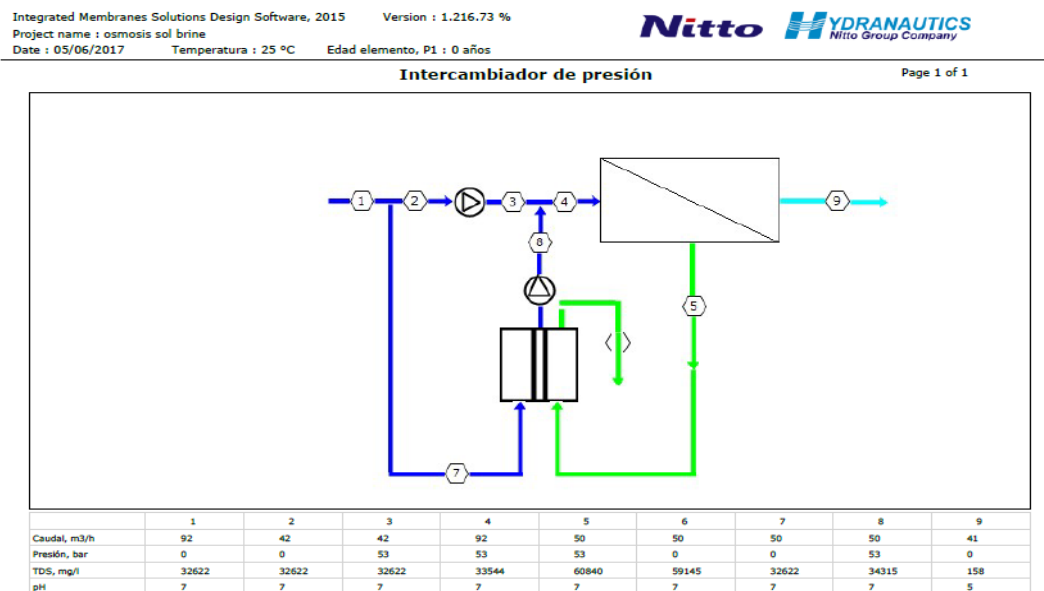 Integrated Membranes Solutions Design Software, 2015 Version : 1.216.73 %
Project name : osmosis sol brine
Date : 05/06/2017 Temperatura : 25 ºC Edad elemento, P1 : 0 años
Nitto HYDRANAUTICS
Nitto Group Company
Intercambiador de presión Page 1 of 1
1 2 3 4 9
8
5
7
1 2 3 4 5 6 7 8 9
Caudal, m3/h 92 42 42 92 50 50 50 50 41
Presión, bar 0 0 53 53 53 0 0 53 0
TDS, mg/l 32622 32622 32622 33544 60840 59145 32622 34315 158
pH 7 7 7 7 7 7 7 7 5